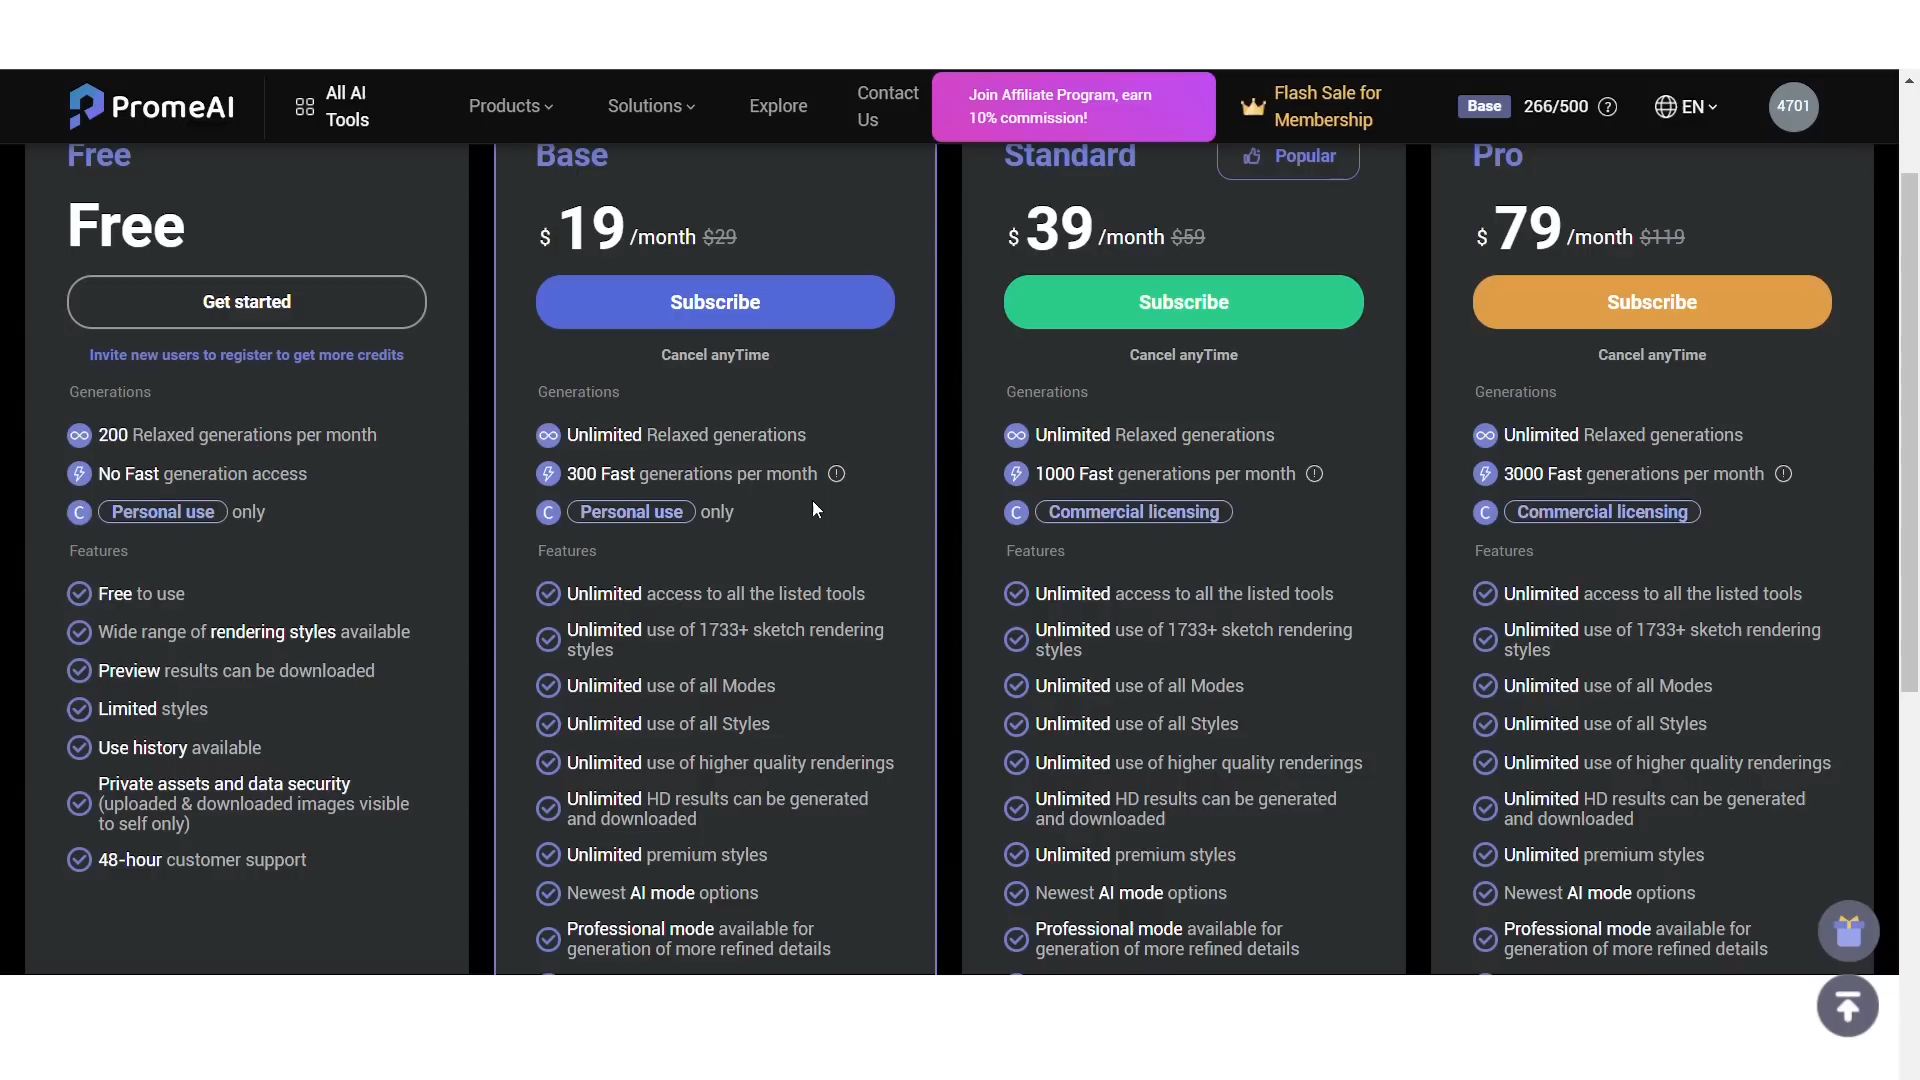 PromeAI
All AI
Tools
Products
Solutions
Explore
Contact
Us
Join Affiliate Program, earn
10% commission!
Flash Sale for
Membership
Base
266/500 ?
EN
4701
Free
Free
Get started
Invite new users to register to get more credits
Generations
200 Relaxed generations per month
No Fast generation access
C Personal use only
Features
Free to use
Wide range of rendering styles available
Preview results can be downloaded
Limited styles
Use history available
Private assets and data security
(uploaded & downloaded images visible
to self only)
48-hour customer support
Base
$ 19 /month $29
Subscribe
Cancel anyTime
Generations
Unlimited Relaxed generations
300 Fast generations per month
C Personal use only
Features
Unlimited access to all the listed tools
Unlimited use of 1733+ sketch rendering
styles
Unlimited use of all Modes
Unlimited use of all Styles
Unlimited use of higher quality renderings
Unlimited HD results can be generated
and downloaded
Unlimited premium styles
Newest AI mode options
Professional mode available for
generation of more refined details
Standard
Popular
$ 39 /month $59
Subscribe
Cancel anyTime
Generations
Unlimited Relaxed generations
1000 Fast generations per month
C Commercial licensing
Features
Unlimited access to all the listed tools
Unlimited use of 1733+ sketch rendering
styles
Unlimited use of all Modes
Unlimited use of all Styles
Unlimited use of higher quality renderings
Unlimited HD results can be generated
and downloaded
Unlimited premium styles
Newest AI mode options
Professional mode available for
generation of more refined details
Pro
$ 79 /month $119
Subscribe
Cancel anyTime
Generations
Unlimited Relaxed generations
3000 Fast generations per month
C Commercial licensing
Features
Unlimited access to all the listed tools
Unlimited use of 1733+ sketch rendering
styles
Unlimited use of all Modes
Unlimited use of all Styles
Unlimited use of higher quality renderings
Unlimited HD results can be generated
and downloaded
Unlimited premium styles
Newest AI mode options
Professional mode available for
generation of more refined details